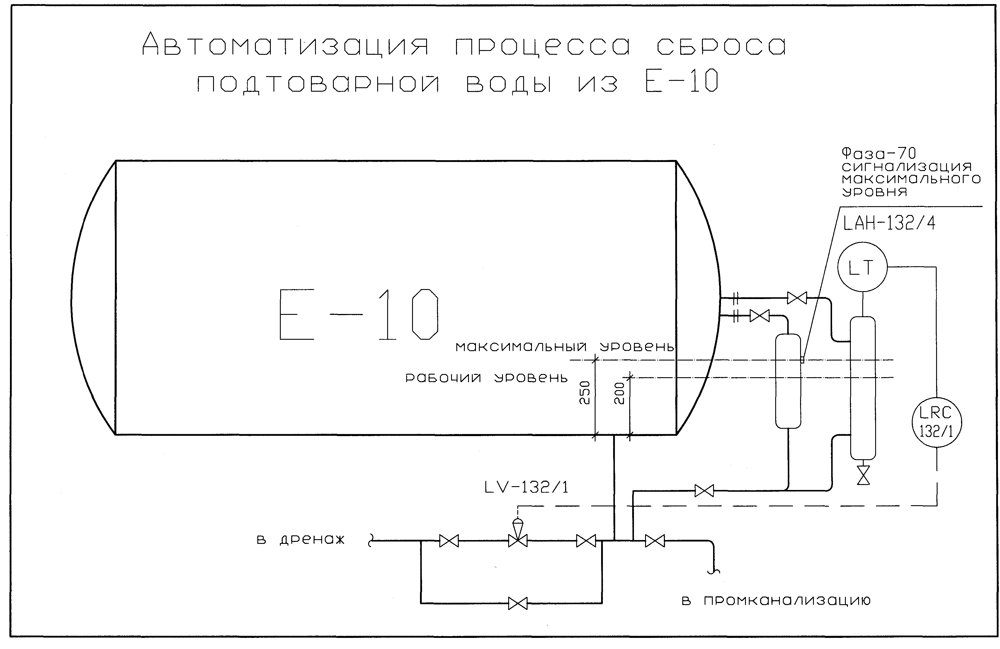 Автоматизация процесса сброса
подтоварной воды из Е-10
Фаза-70
сигнализация
максимального
уровня
LAH-132/4
LT
Е-10
максимальный уровень
рабочий уровень
250
200
LRC
132/1
LV-132/1
в дренаж
в промканализацию